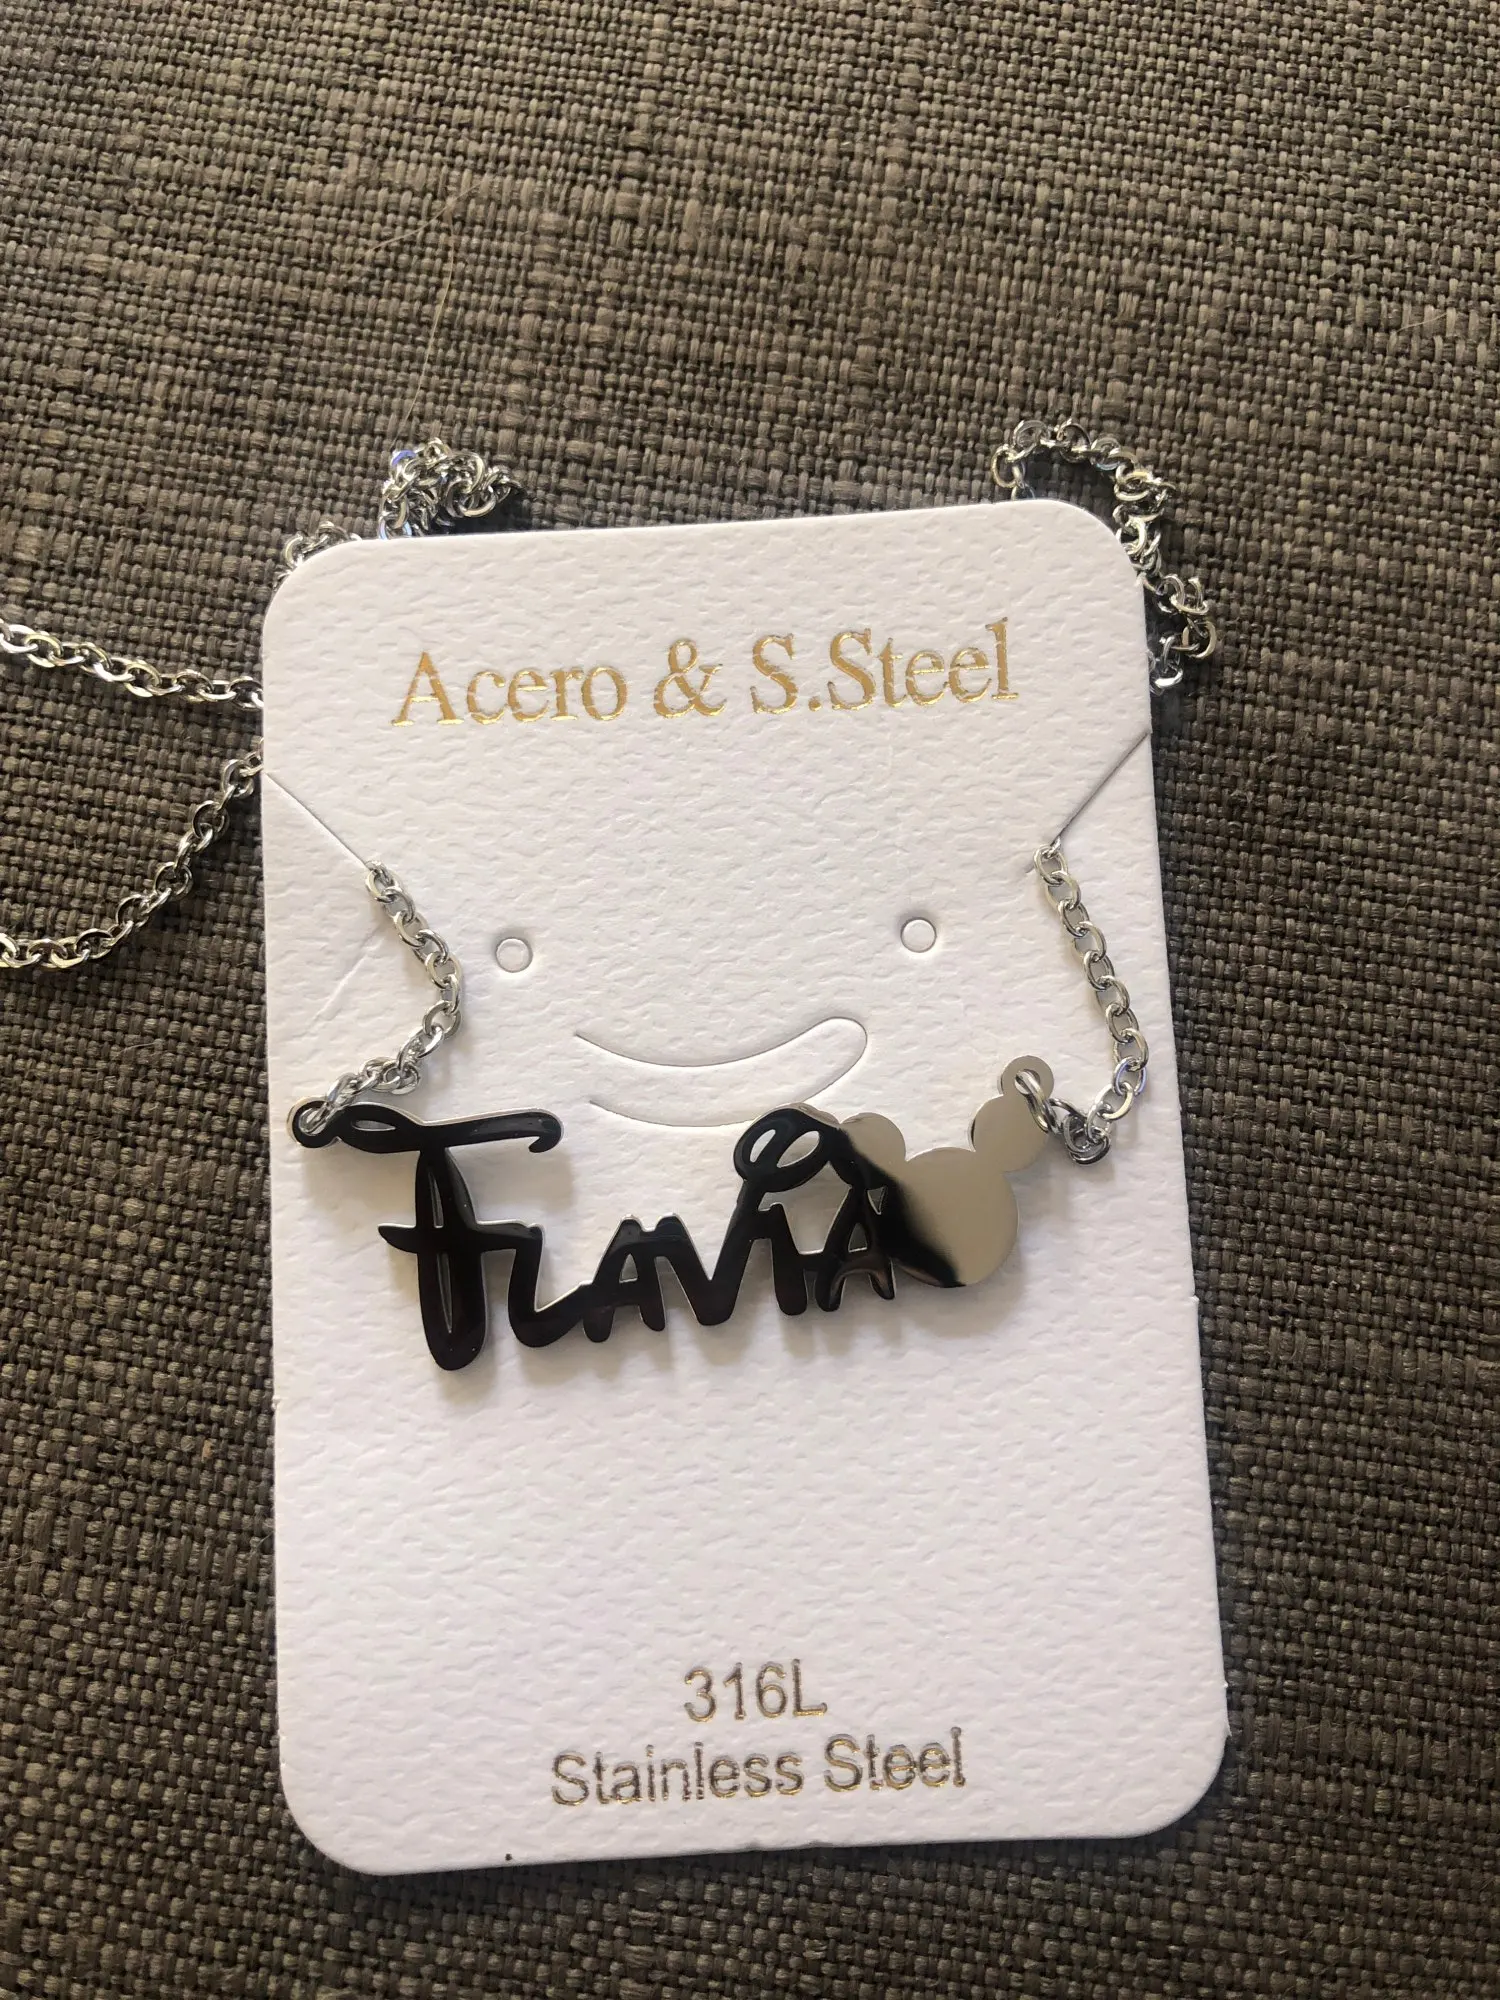 Acero & S.Steel
Flavia
316L
Stainless Steel